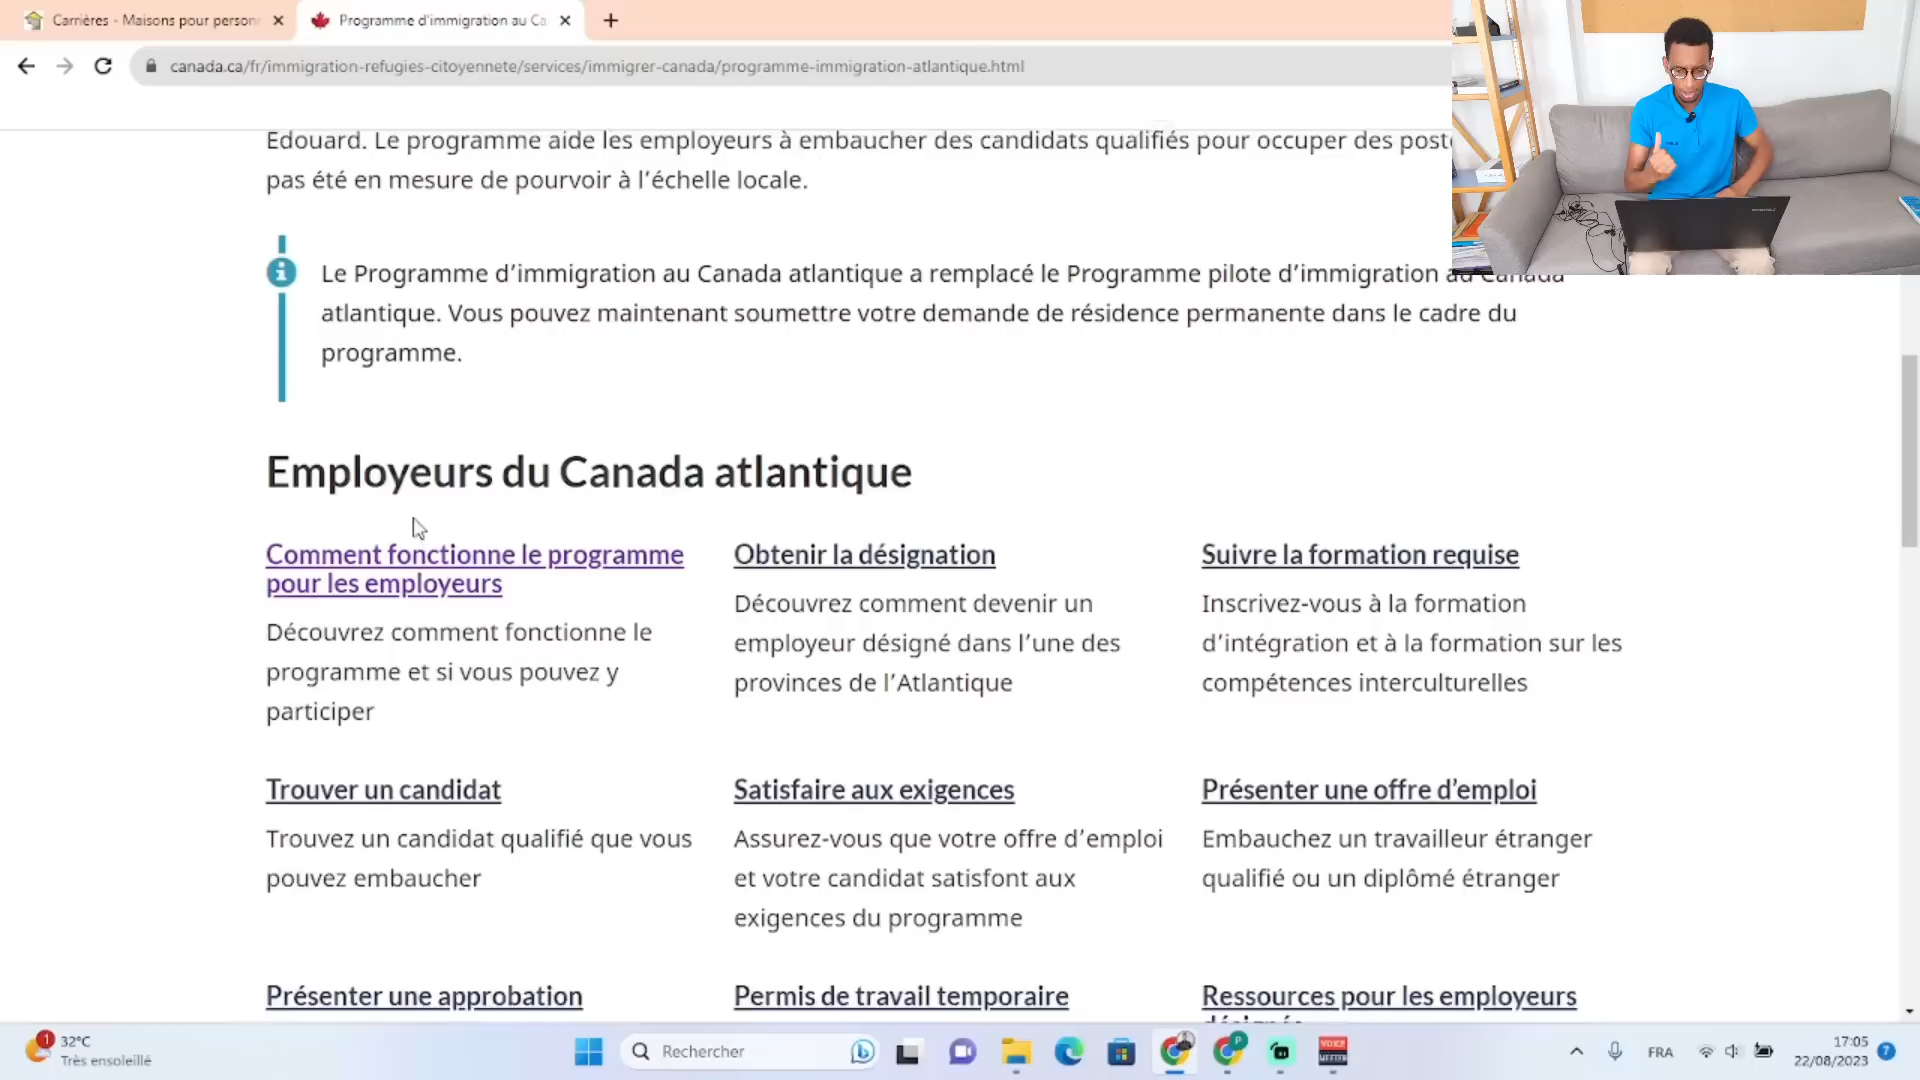 Carrières - Maisons pour person
Programme d'immigration au Ca
canada.ca/fr/immigration-refugies-citoyennete/services/immigrer-canada/programme-immigration-atlantique.html
Edouard. Le programme aide les employeurs à embaucher des candidats qualifiés pour occuper des poste
pas été en mesure de pourvoir à l'échelle locale.
Le Programme d'immigration au Canada atlantique a remplacé le Programme pilote d'immigration au Canada
atlantique. Vous pouvez maintenant soumettre votre demande de résidence permanente dans le cadre du
programme.
Employeurs du Canada atlantique
Comment fonctionne le programme
pour les employeurs
Découvrez comment fonctionne le
programme et si vous pouvez y
participer
Obtenir la désignation
Découvrez comment devenir un
employeur désigné dans l'une des
provinces de l'Atlantique
Suivre la formation requise
Inscrivez-vous à la formation
d'intégration et à la formation sur les
compétences interculturelles
Trouver un candidat
Trouvez un candidat qualifié que vous
pouvez embaucher
Satisfaire aux exigences
Assurez-vous que votre offre d'emploi
et votre candidat satisfont aux
exigences du programme
Présenter une offre d'emploi
Embauchez un travailleur étranger
qualifié ou un diplômé étranger
Présenter une approbation
Permis de travail temporaire
Ressources pour les employeurs
désignés
1
32°C
Très ensoleillé
Rechercher
P
VOICE
MEETER
FRA
17:05
22/08/2023
7